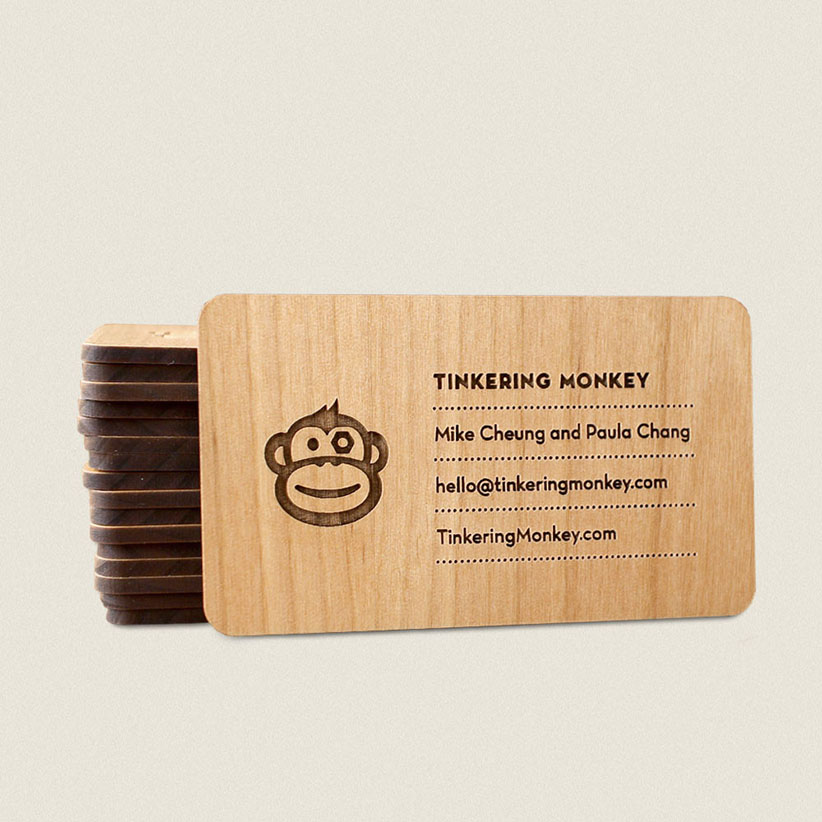 TINKERING MONKEY
Mike Cheung and Paula Chang
hello@tinkeringmonkey.com
TinkeringMonkey.com